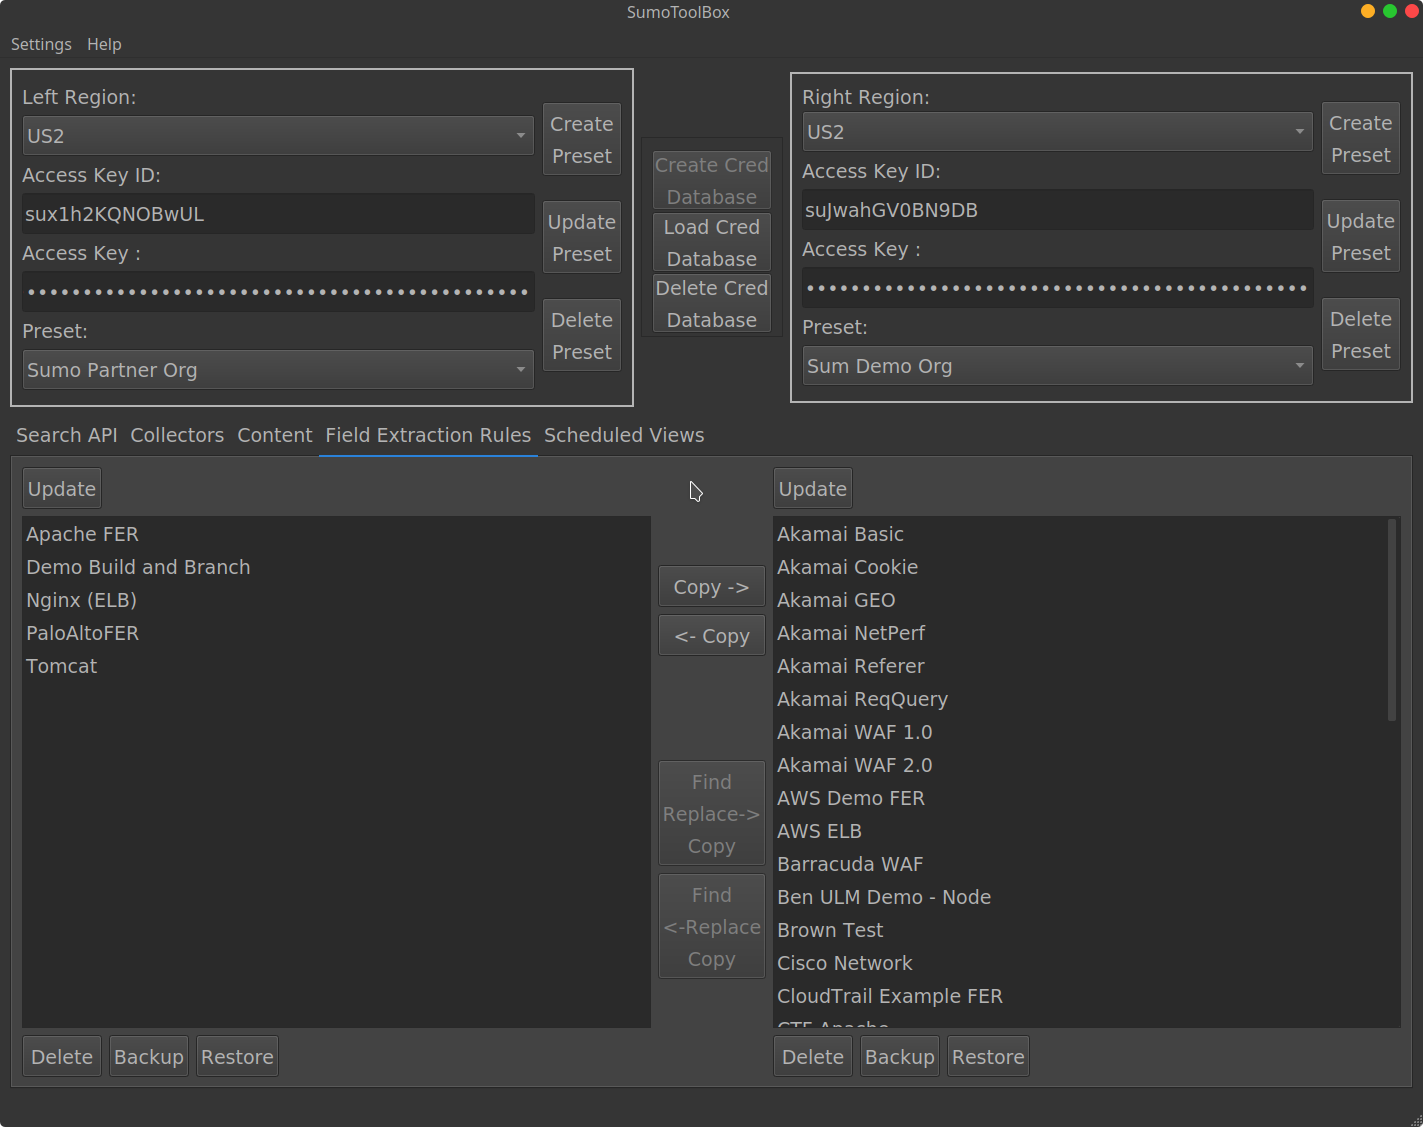 SumoToolBox
Settings Help
Left Region:
US2
Access Key ID:
sux1h2KQNOBwUL
Access Key :
••••••••••••••••••••••••••••••••••••••••••••
Preset:
Sumo Partner Org
Create
Preset
Update
Preset
Delete
Preset
Create Cred
Database
Load Cred
Database
Delete Cred
Database
Right Region:
US2
Access Key ID:
suJwahGV0BN9DB
Access Key :
••••••••••••••••••••••••••••••••••••••••••••
Preset:
Sum Demo Org
Create
Preset
Update
Preset
Delete
Preset
Search API Collectors Content Field Extraction Rules Scheduled Views
Update
Apache FER
Demo Build and Branch
Nginx (ELB)
PaloAltoFER
Tomcat
Delete Backup Restore
Copy ->
<- Copy
Find
Replace->
Copy
Find
<-Replace
Copy
Update
Akamai Basic
Akamai Cookie
Akamai GEO
Akamai NetPerf
Akamai Referer
Akamai ReqQuery
Akamai WAF 1.0
Akamai WAF 2.0
AWS Demo FER
AWS ELB
Barracuda WAF
Ben ULM Demo - Node
Brown Test
Cisco Network
CloudTrail Example FER
Delete Backup Restore